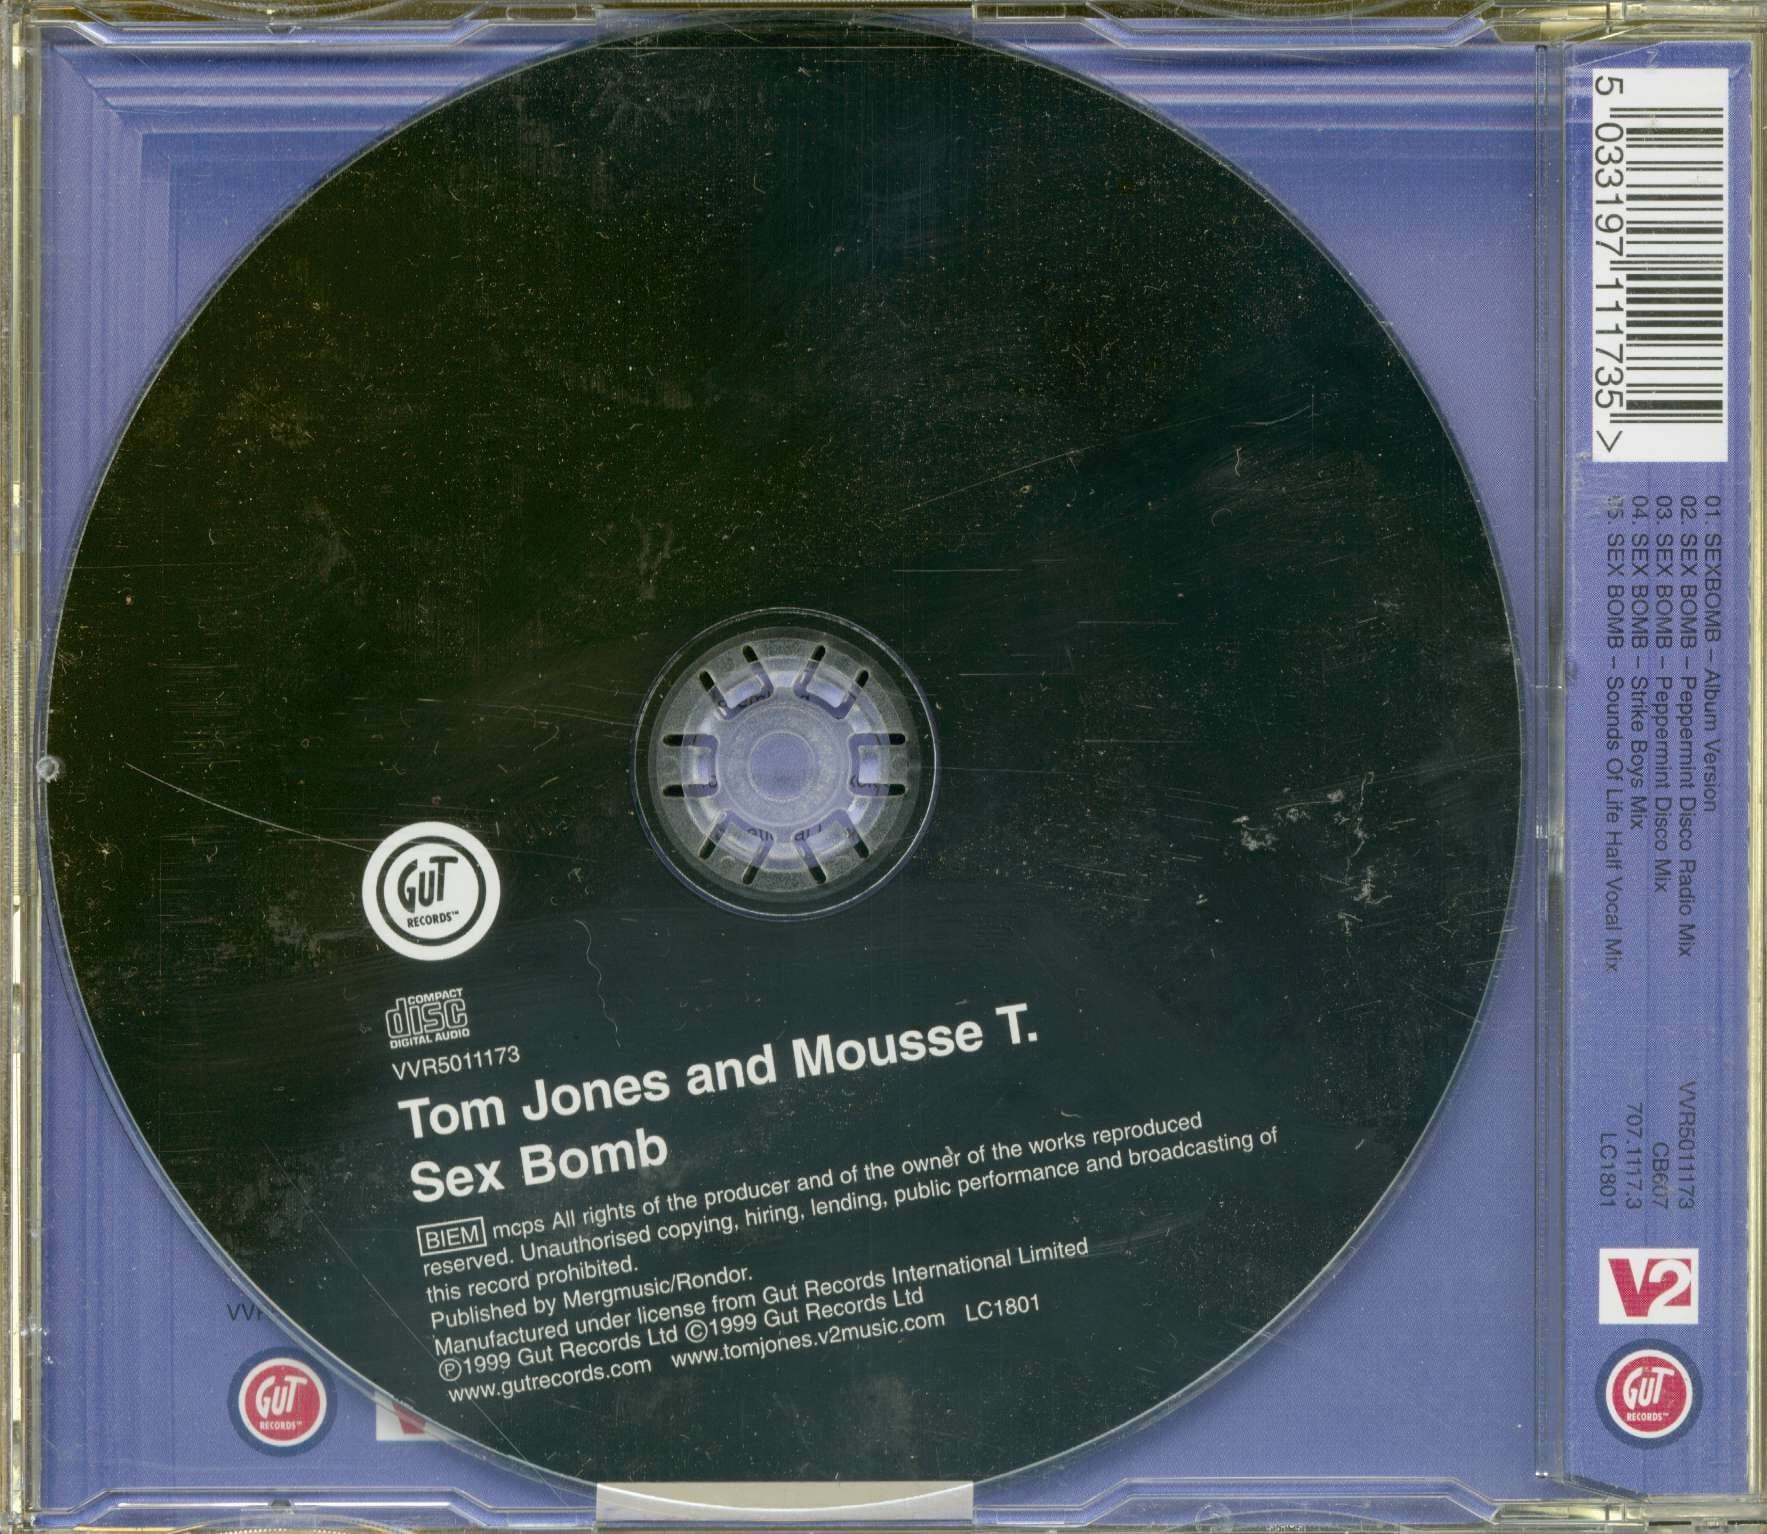 GUT
RECORDS™
COMPACT
disc
DIGITAL AUDIO
VVR5011173
Tom Jones and Mousse T.
Sex Bomb
BIEM mcps All rights of the producer and of the owner of the works reproduced
reserved. Unauthorised copying, hiring, lending, public performance and broadcasting of
this record prohibited.
Published by Mergmusic/Rondor.
Manufactured under license from Gut Records International Limited
Ⓟ1999 Gut Records Ltd ©1999 Gut Records Ltd
www.gutrecords.com www.tomjones.v2music.com LC1801
VVR
GUT
RECORDS™
5 033197 111735 >
01. SEXBOMB – Album Version
02. SEX BOMB – Peppermint Disco Radio Mix
03. SEX BOMB – Peppermint Disco Mix
04. SEX BOMB – Strike Boys Mix
05. SEX BOMB – Sounds Of Life Half Vocal Mix
VVR5011173
CB607
707.1117.3
LC1801
V2
GUT
RECORDS™